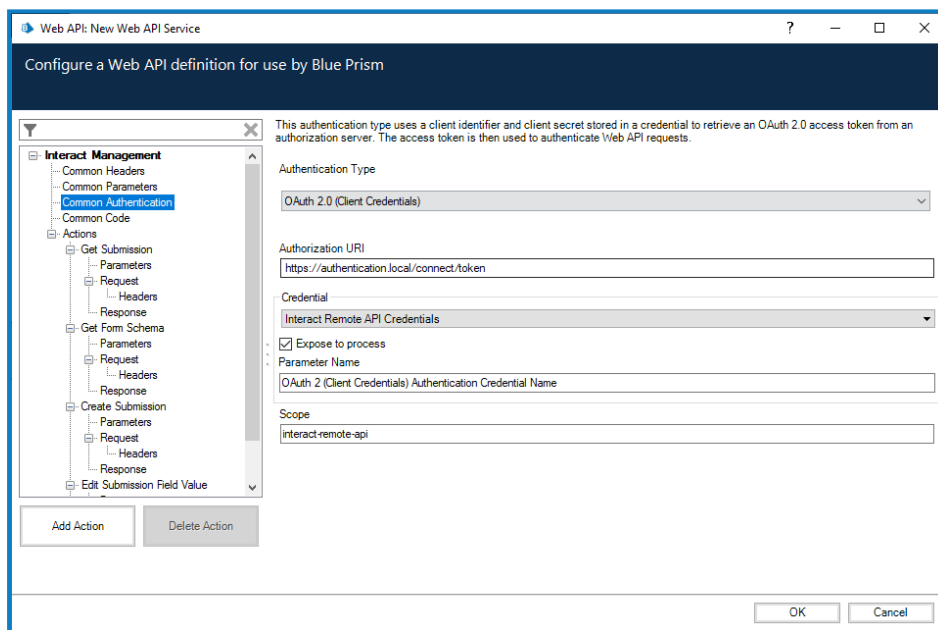 Web API: New Web API Service
Configure a Web API definition for use by Blue Prism
This authentication type uses a client identifier and client secret stored in a credential to retrieve an OAuth 2.0 access token from an
authorization server. The access token is then used to authenticate Web API requests.
Interact Management
Common Headers
Common Parameters
Common Authentication
Common Code
Actions
Get Submission
Parameters
Request
Headers
Response
Get Form Schema
Parameters
Request
Headers
Response
Create Submission
Parameters
Request
Headers
Response
Edit Submission Field Value
Add Action
Delete Action
Authentication Type
OAuth 2.0 (Client Credentials)
Authorization URI
https://authentication.local/connect/token
Credential
Interact Remote API Credentials
Expose to process
Parameter Name
OAuth 2 (Client Credentials) Authentication Credential Name
Scope
interact-remote-api
OK
Cancel